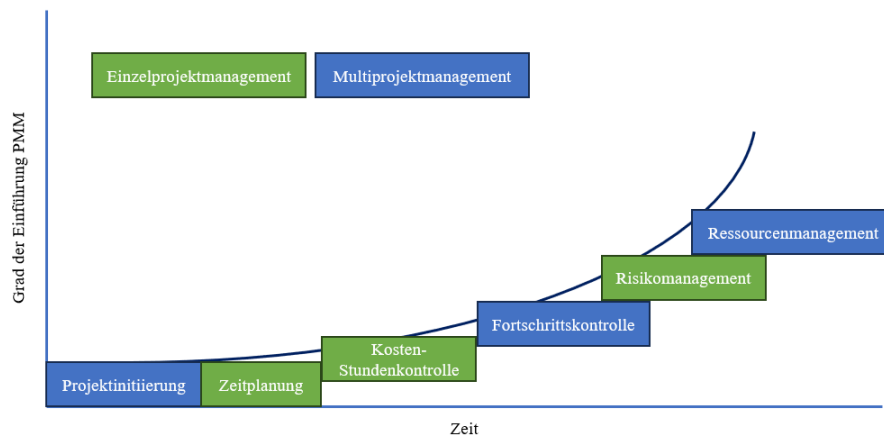 Einzelprojektmanagement
Multiprojektmanagement
Grad der Einführung PMM
Ressourcenmanagement
Risikomanagement
Fortschrittskontrolle
Kosten-
Stundenkontrolle
Projektinitiierung
Zeitplanung
Zeit